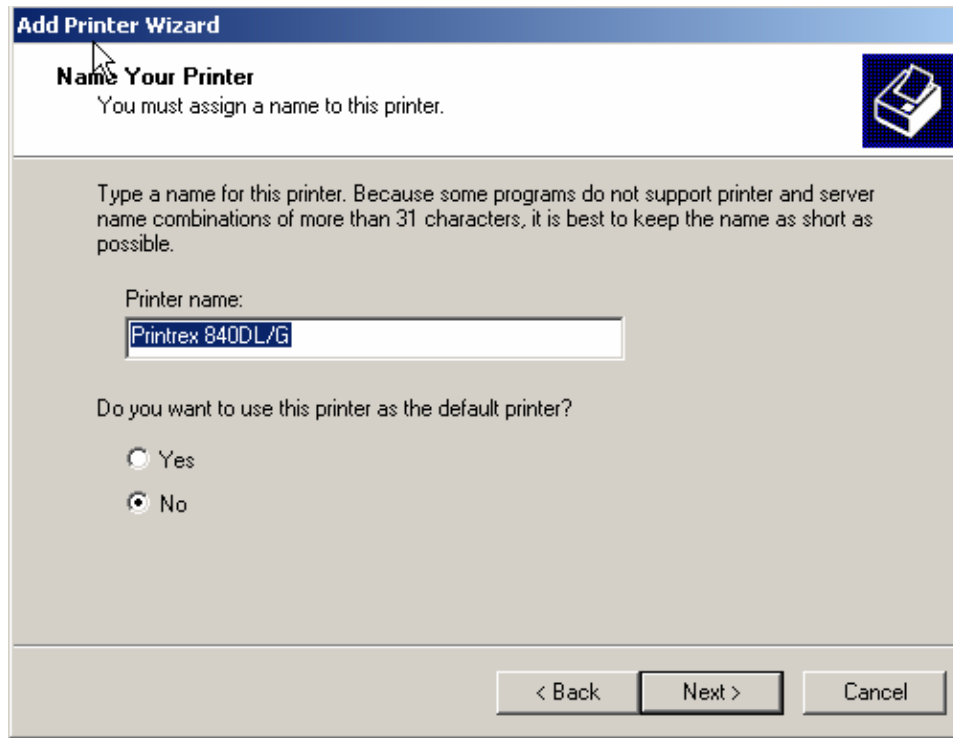 Add Printer Wizard
Name Your Printer
You must assign a name to this printer.
Type a name for this printer. Because some programs do not support printer and server
name combinations of more than 31 characters, it is best to keep the name as short as
possible.
Printer name:
Printrex 840DL/G
Do you want to use this printer as the default printer?
Yes
No
< Back
Next >
Cancel